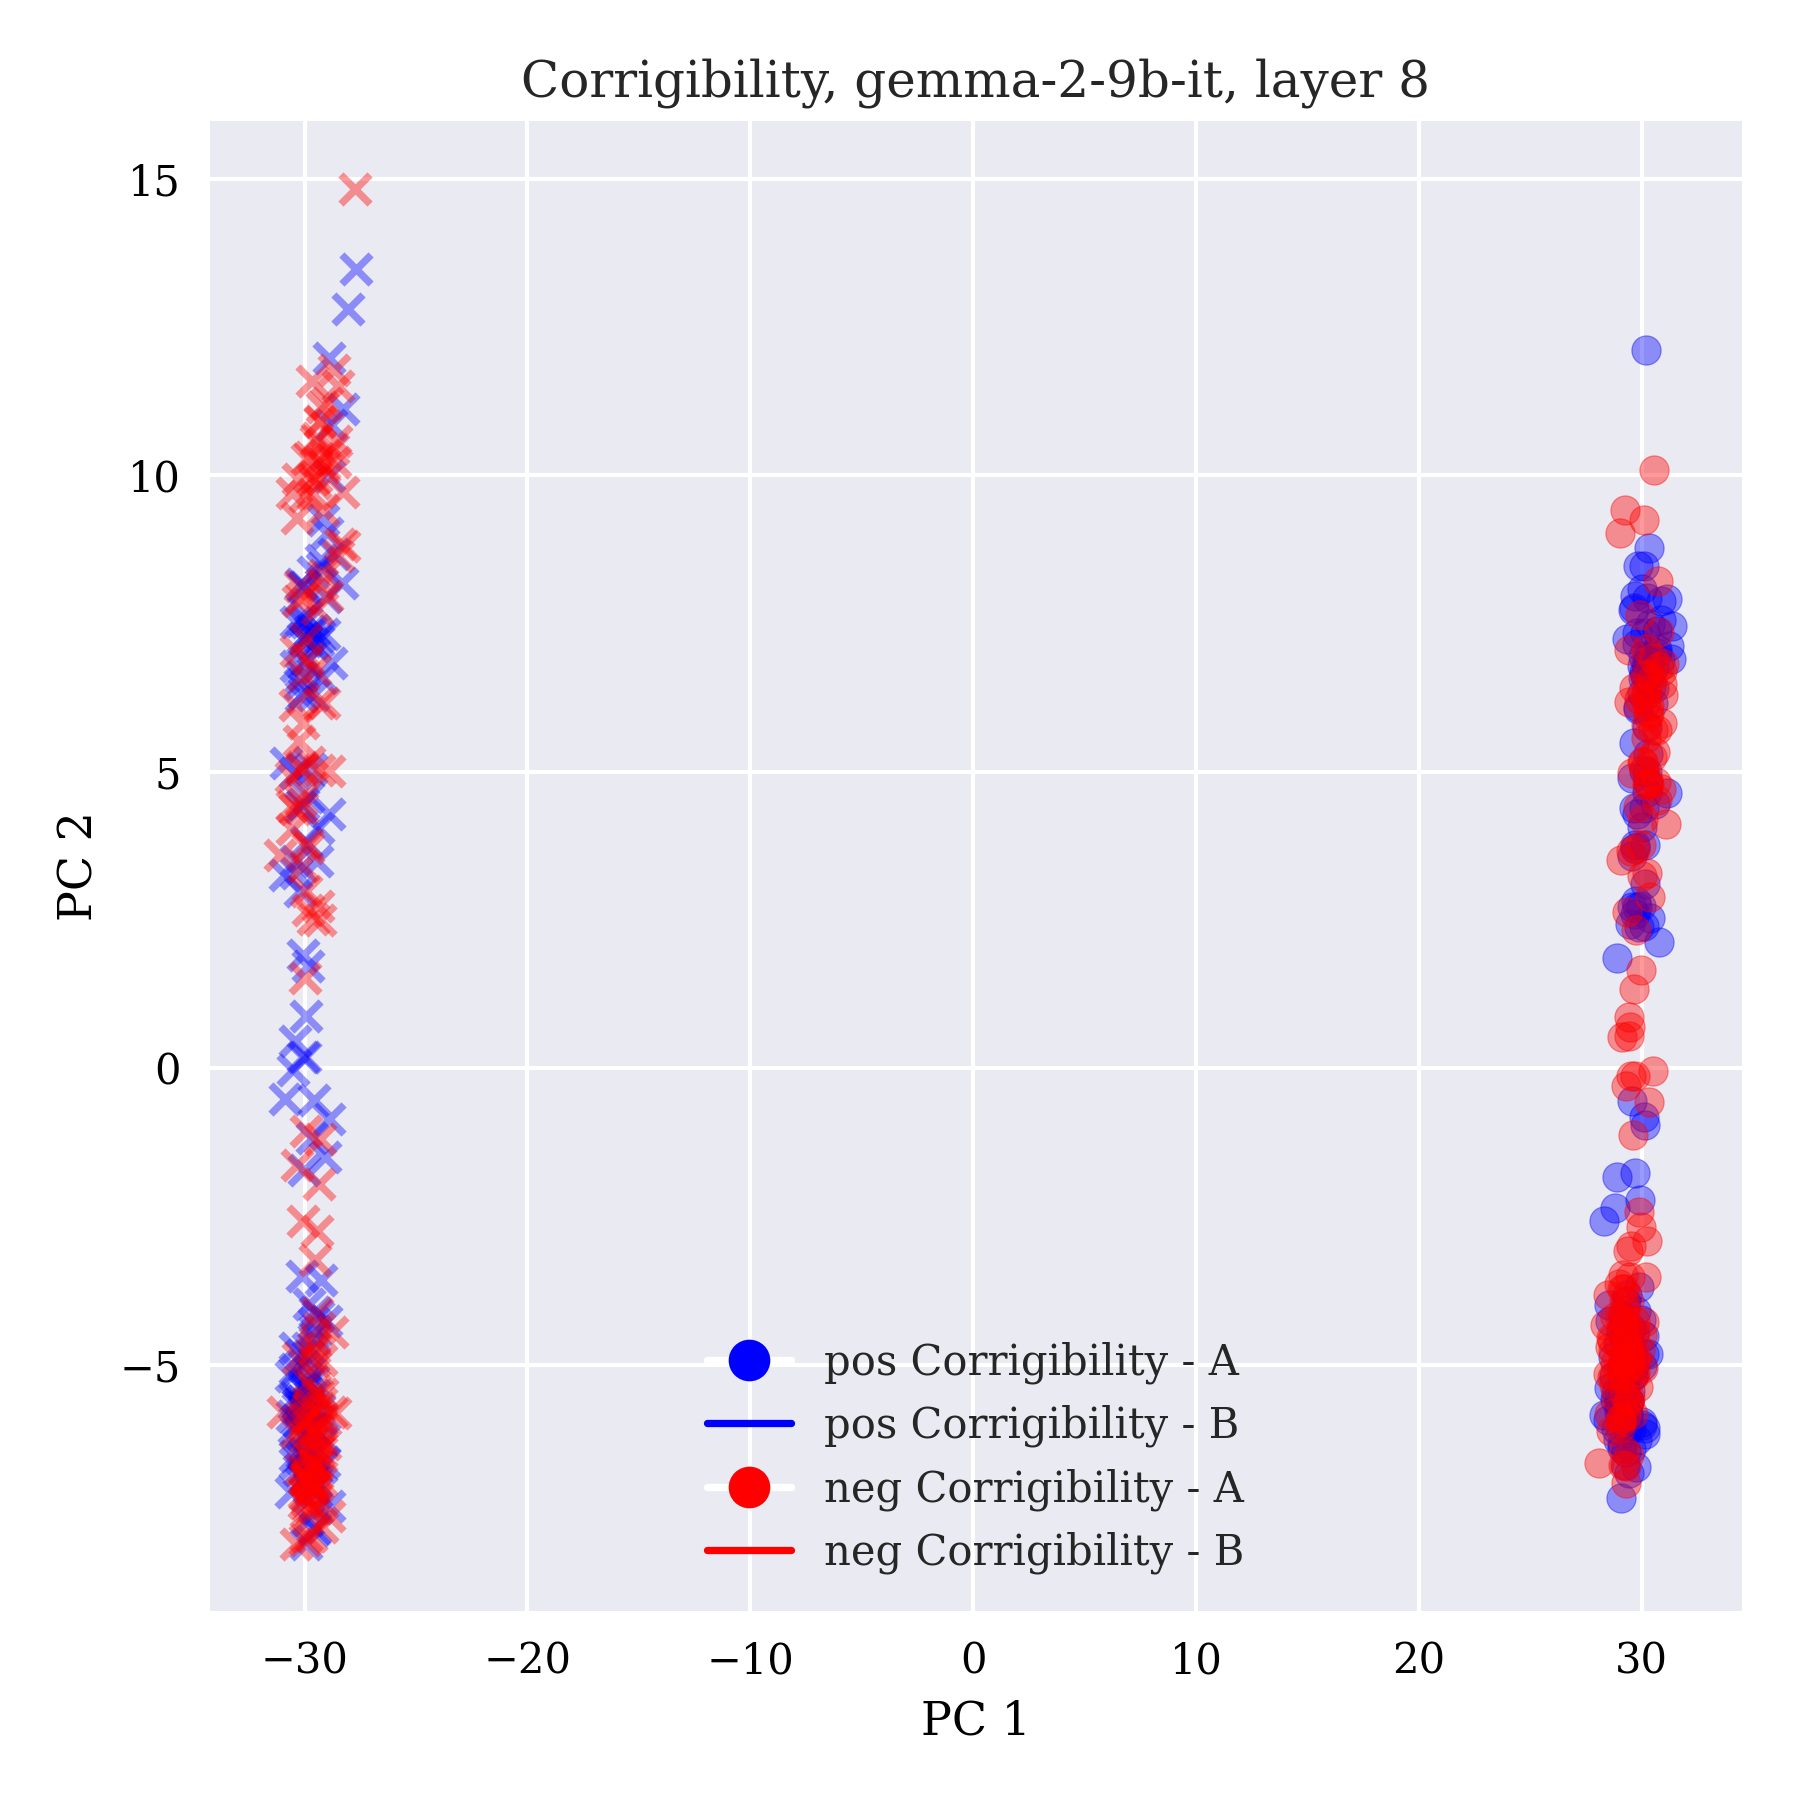 Corrigibility, gemma-2-9b-it, layer 8
15
10
5
0
−5
PC 2
pos Corrigibility - A
pos Corrigibility - B
neg Corrigibility - A
neg Corrigibility - B
−30 −20 −10 0 10 20 30
PC 1